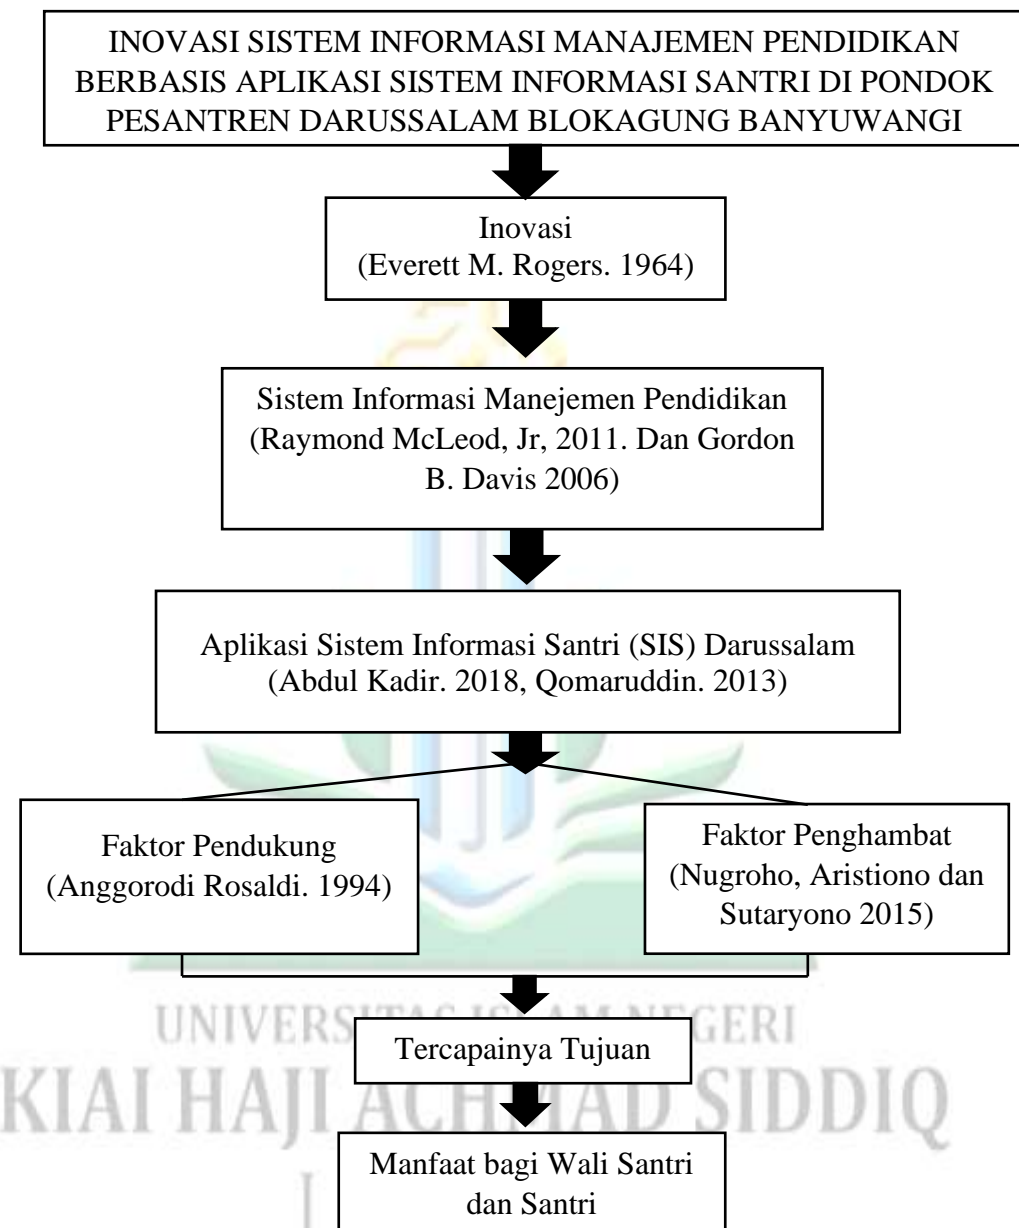 INOVASI SISTEM INFORMASI MANAJEMEN PENDIDIKAN
BERBASIS APLIKASI SISTEM INFORMASI SANTRI DI PONDOK
PESANTREN DARUSSALAM BLOKAGUNG BANYUWANGI
Inovasi
(Everett M. Rogers. 1964)
Sistem Informasi Manejemen Pendidikan
(Raymond McLeod, Jr, 2011. Dan Gordon
B. Davis 2006)
Aplikasi Sistem Informasi Santri (SIS) Darussalam
(Abdul Kadir. 2018, Qomaruddin. 2013)
Faktor Pendukung
(Anggorodi Rosaldi. 1994)
Faktor Penghambat
(Nugroho, Aristiono dan
Sutaryono 2015)
UNIVERSITAS ISLAM NEGERI
Tercapainya Tujuan
KIAI HAJI ACHMAD SIDDIQ
Manfaat bagi Wali Santri
dan Santri